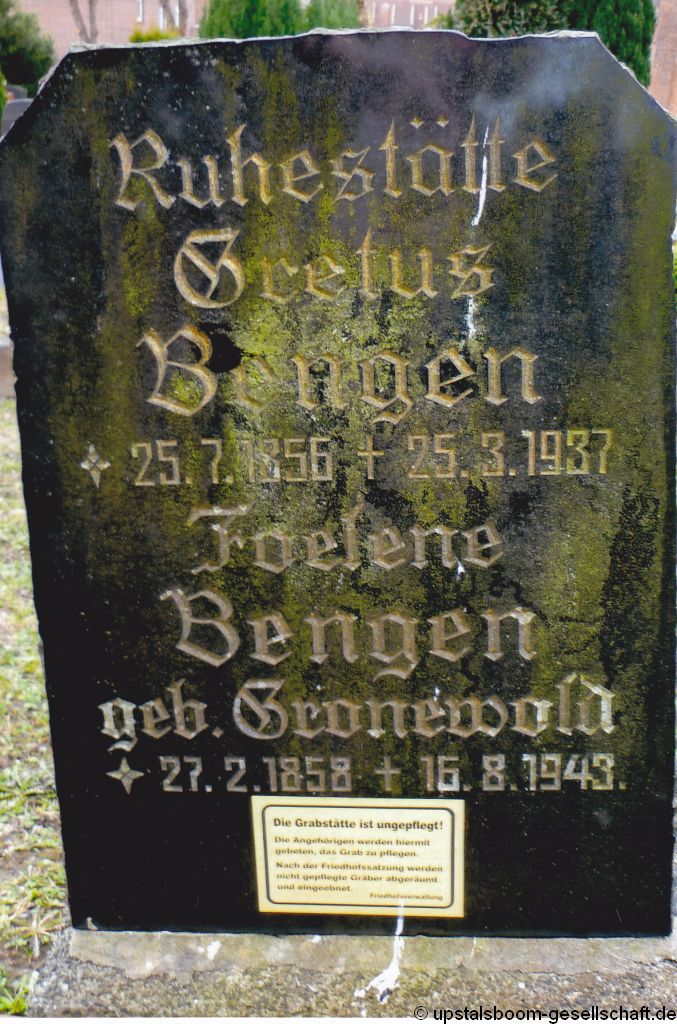 Ruhestätte
Gretus
Bengen
25.7.1856 + 25.3.1937
Foelene
Bengen
geb. Gronewold
27.2.1858 + 16.8.1943.
Die Grabstätte ist ungepflegt!
Die Angehörigen werden hiermit
gebeten, das Grab zu pflegen.
Nach der Friedhofssatzung werden
nicht gepflegte Gräber abgeräumt
und eingeebnet.
Friedhofsverwaltung
© upstalsboom-gesellschaft.de